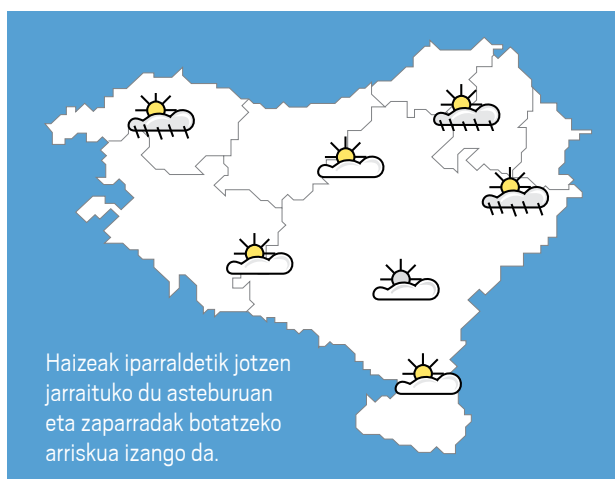 Haizeak iparraldetik jotzen
jarraituko du asteburuan
eta zaparradak botatzeko
arriskua izango da.